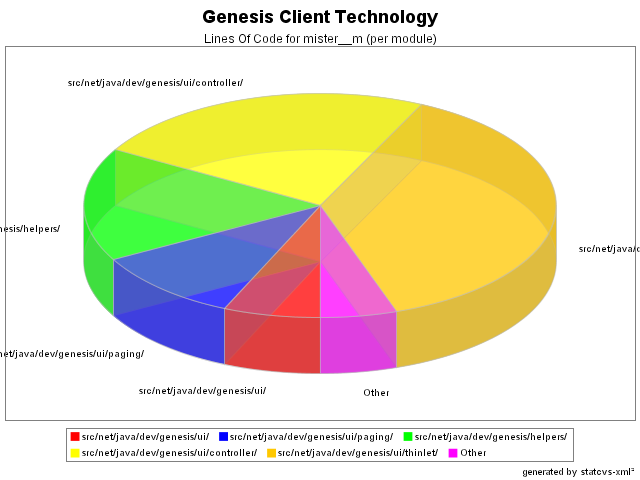 Genesis Client Technology
Lines Of Code for mister__m (per module)
src/net/java/dev/genesis/ui/controller/
nesis/helpers/
src/net/java/d
net/java/dev/genesis/ui/paging/
src/net/java/dev/genesis/ui/
Other
src/net/java/dev/genesis/ui/ src/net/java/dev/genesis/ui/paging/ src/net/java/dev/genesis/helpers/
src/net/java/dev/genesis/ui/controller/ src/net/java/dev/genesis/ui/thinlet/ Other
generated by statcvs-xml²